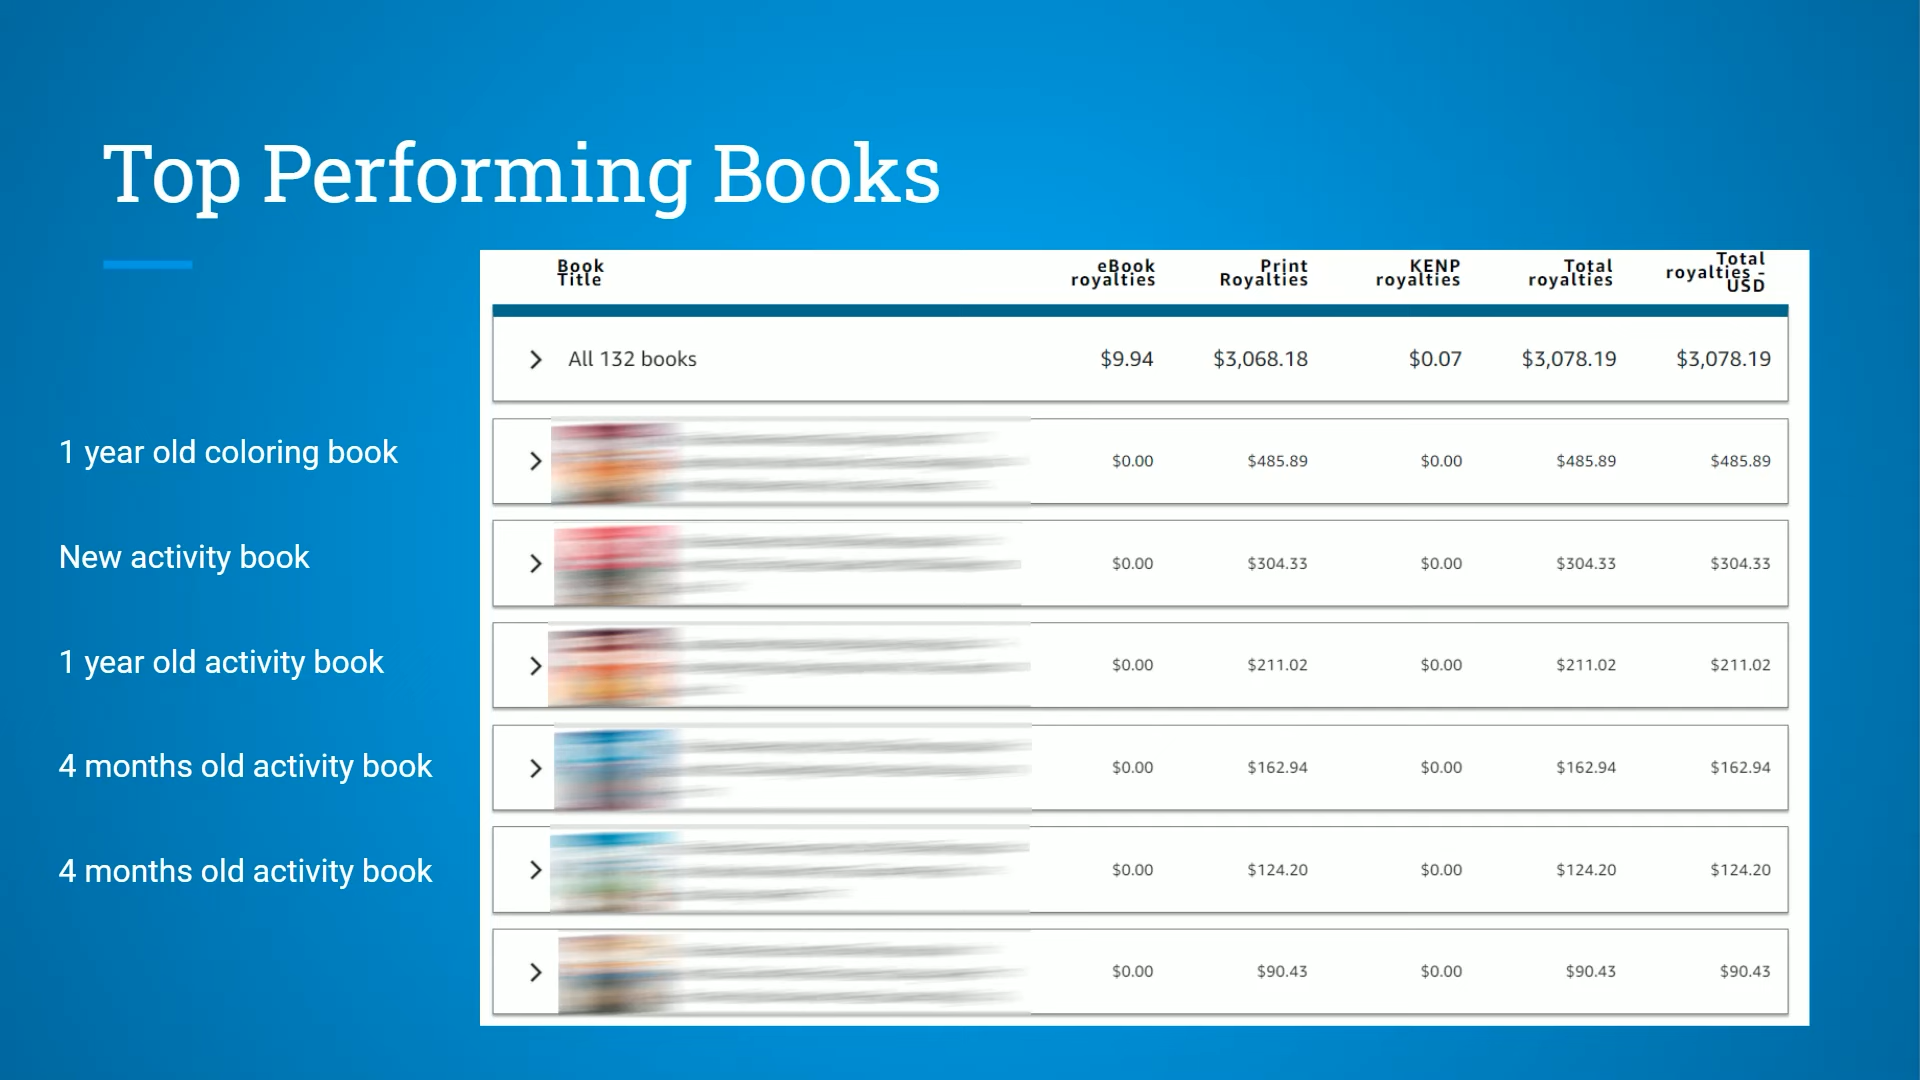 Top Performing Books
Book Title eBook royalties Print Royalties KENP royalties Total royalties Total royalties - USD
All 132 books $9.94 $3,068.18 $0.07 $3,078.19 $3,078.19
1 year old coloring book $0.00 $485.89 $0.00 $485.89 $485.89
New activity book $0.00 $304.33 $0.00 $304.33 $304.33
1 year old activity book $0.00 $211.02 $0.00 $211.02 $211.02
4 months old activity book $0.00 $162.94 $0.00 $162.94 $162.94
4 months old activity book $0.00 $124.20 $0.00 $124.20 $124.20
$0.00 $90.43 $0.00 $90.43 $90.43